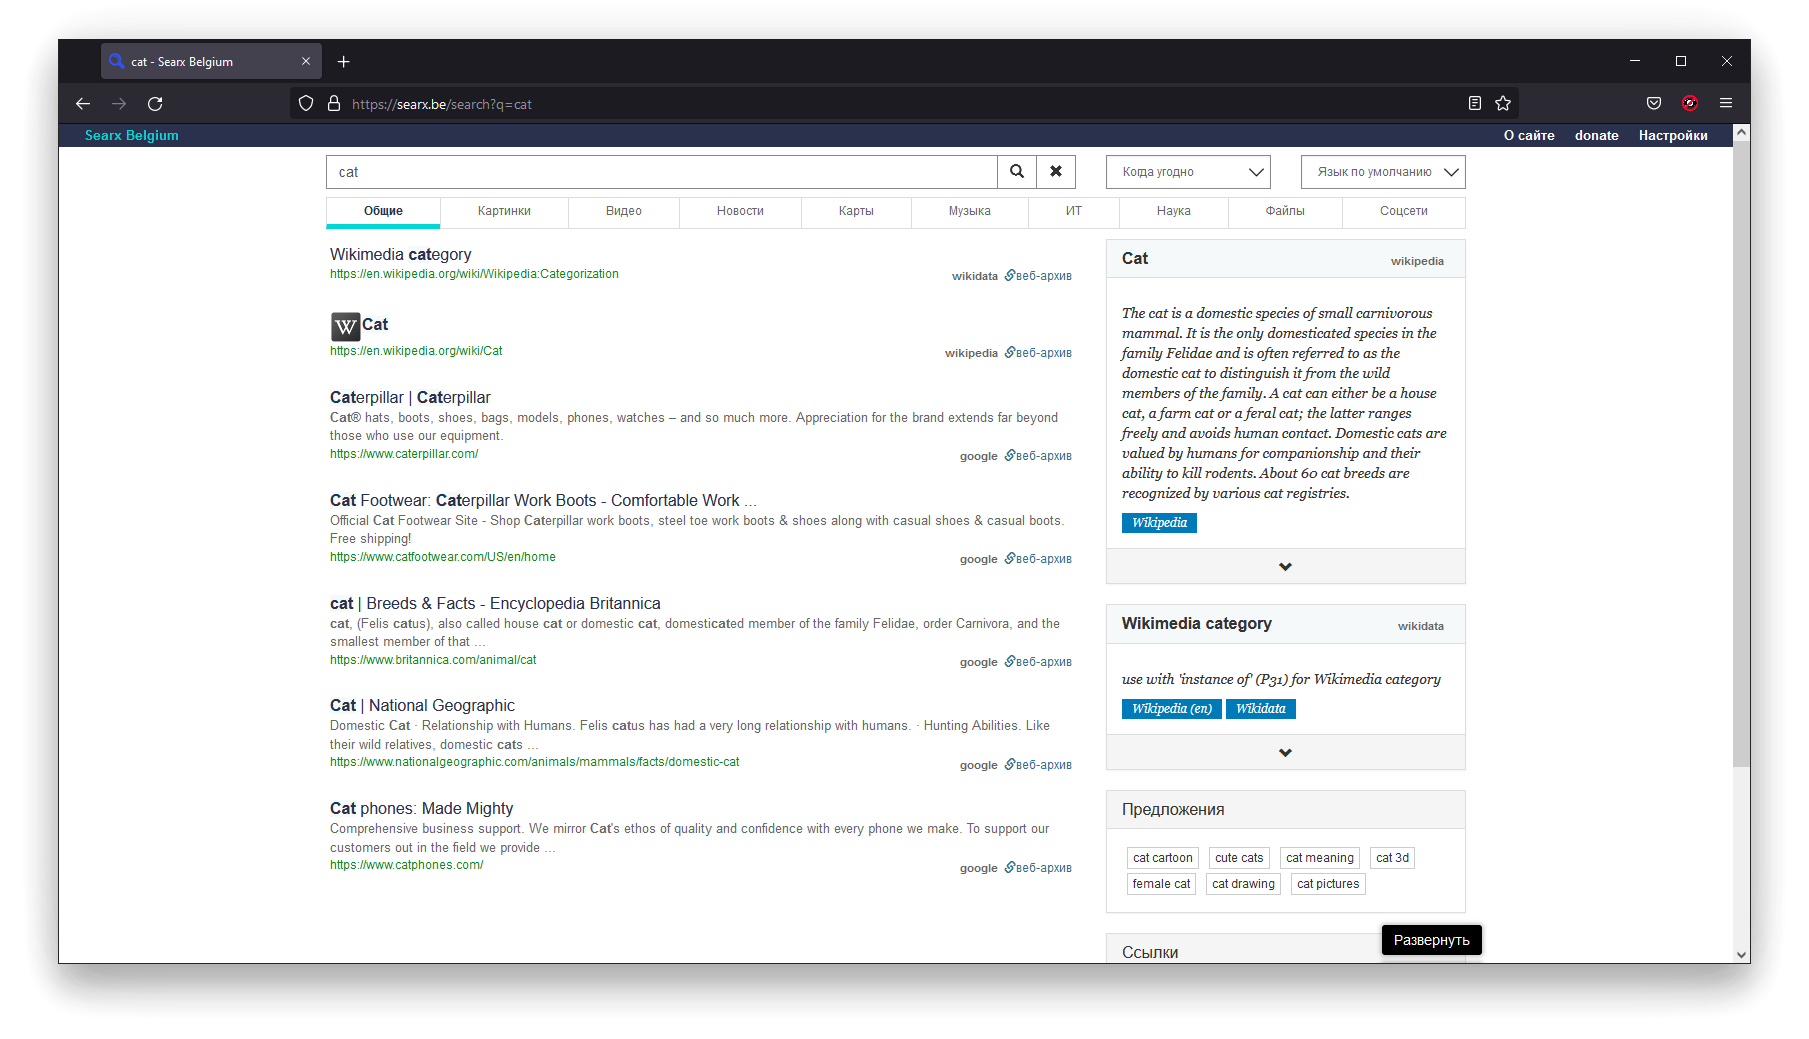 cat - Searx Belgium
https://searx.be/search?q=cat
Searx Belgium
О сайте donate Настройки
cat
Когда угодно
Язык по умолчанию
Общие Картинки Видео Новости Карты Музыка ИТ Наука Файлы Соцсети
Wikimedia category
https://en.wikipedia.org/wiki/Wikipedia:Categorization
wikidata веб-архив
W Cat
https://en.wikipedia.org/wiki/Cat
wikipedia веб-архив
Caterpillar | Caterpillar
Cat® hats, boots, shoes, bags, models, phones, watches – and so much more. Appreciation for the brand extends far beyond
those who use our equipment.
https://www.caterpillar.com/
google веб-архив
Cat Footwear: Caterpillar Work Boots - Comfortable Work ...
Official Cat Footwear Site - Shop Caterpillar work boots, steel toe work boots & shoes along with casual shoes & casual boots.
Free shipping!
https://www.catfootwear.com/US/en/home
google веб-архив
cat | Breeds & Facts - Encyclopedia Britannica
cat, (Felis catus), also called house cat or domestic cat, domesticated member of the family Felidae, order Carnivora, and the
smallest member of that ...
https://www.britannica.com/animal/cat
google веб-архив
Cat | National Geographic
Domestic Cat · Relationship with Humans. Felis catus has had a very long relationship with humans. · Hunting Abilities. Like
their wild relatives, domestic cats ...
https://www.nationalgeographic.com/animals/mammals/facts/domestic-cat
google веб-архив
Cat phones: Made Mighty
Comprehensive business support. We mirror Cat's ethos of quality and confidence with every phone we make. To support our
customers out in the field we provide ...
https://www.catphones.com/
google веб-архив
Cat
wikipedia
The cat is a domestic species of small carnivorous
mammal. It is the only domesticated species in the
family Felidae and is often referred to as the
domestic cat to distinguish it from the wild
members of the family. A cat can either be a house
cat, a farm cat or a feral cat; the latter ranges
freely and avoids human contact. Domestic cats are
valued by humans for companionship and their
ability to kill rodents. About 60 cat breeds are
recognized by various cat registries.
Wikipedia
Wikimedia category
wikidata
use with 'instance of' (P31) for Wikimedia category
Wikipedia (en) Wikidata
Предложения
cat cartoon cute cats cat meaning cat 3d
female cat cat drawing cat pictures
Ссылки
Развернуть